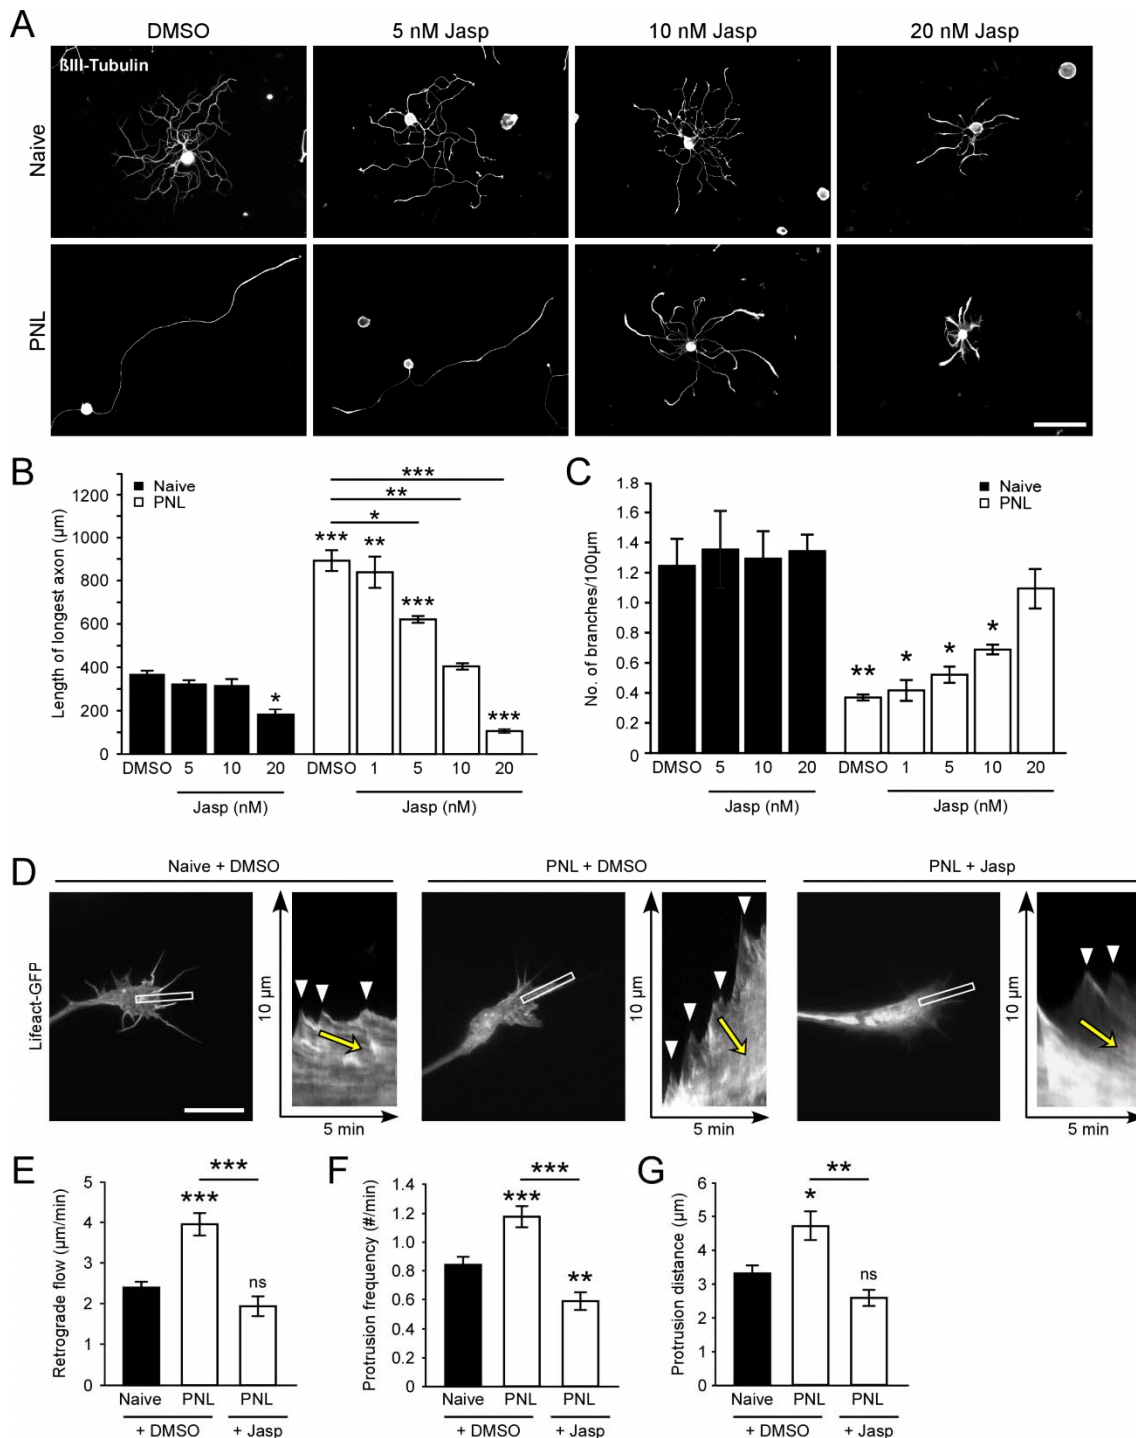 A
DMSO 5 nM Jasp 10 nM Jasp 20 nM Jasp
ßIII-Tubulin
Naive
PNL
B
Length of longest axon (µm)
1200
1000
800
600
400
200
0
Naive
PNL
***
**
*
*** ** *** ***
*
DMSO 5 10 20 DMSO 1 5 10 20
Jasp (nM) Jasp (nM)
C
No. of branches/100µm
1.8
1.6
1.4
1.2
1.0
0.8
0.6
0.4
0.2
0
Naive
PNL
** * * *
DMSO 5 10 20 DMSO 1 5 10 20
Jasp (nM) Jasp (nM)
D
Naive + DMSO PNL + DMSO PNL + Jasp
Lifeact-GFP
10 µm 10 µm 10 µm
5 min 5 min 5 min
E
Retrograde flow (µm/min)
5
4
3
2
1
0
***
***
ns
Naive PNL PNL
+ DMSO + Jasp
F
Protrusion frequency (#/min)
1.4
1.2
1.0
0.8
0.6
0.4
0.2
0
***
***
**
Naive PNL PNL
+ DMSO + Jasp
G
Protrusion distance (µm)
6
5
4
3
2
1
0
**
*
ns
Naive PNL PNL
+ DMSO + Jasp